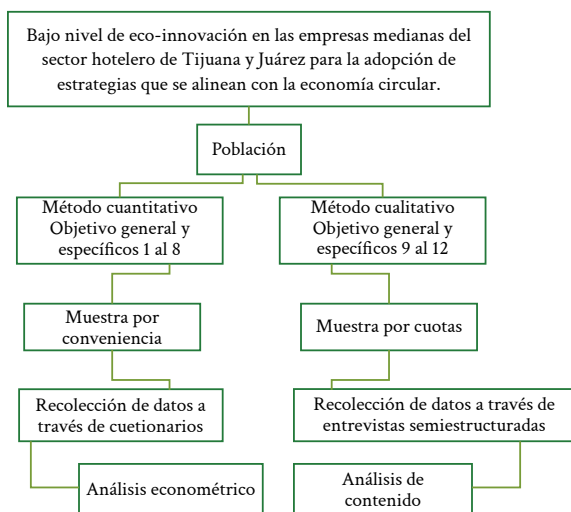 Bajo nivel de eco-innovación en las empresas medianas del
sector hotelero de Tijuana y Juárez para la adopción de
estrategias que se alinean con la economía circular.
Población
Método cuantitativo
Objetivo general y
específicos 1 al 8
Método cualitativo
Objetivo general y
específicos 9 al 12
Muestra por
conveniencia
Muestra por cuotas
Recolección de datos a
través de cuetionarios
Recolección de datos a través de
entrevistas semiestructuradas
Análisis econométrico
Análisis de
contenido